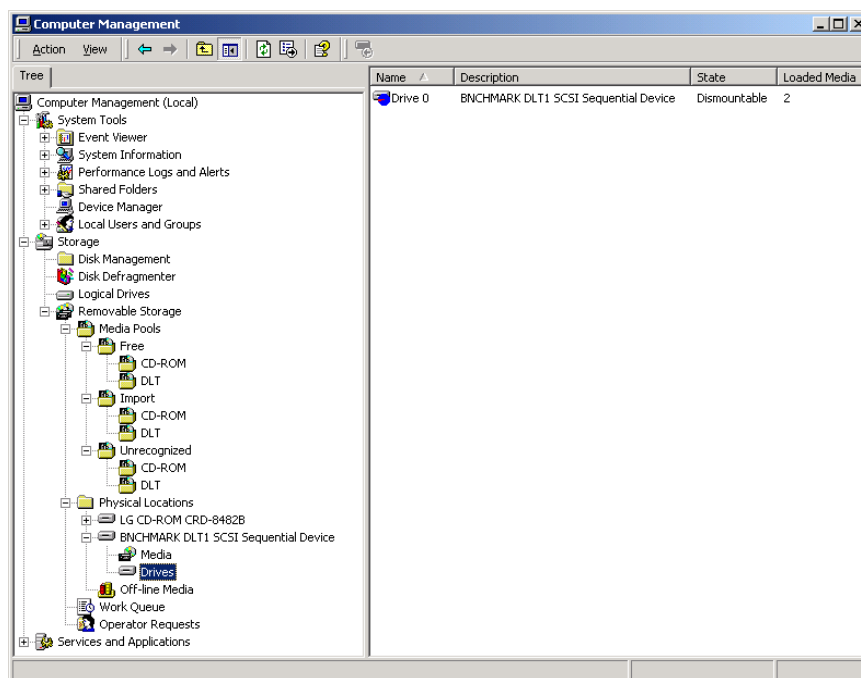 Computer Management
Action View
Tree
Name Description State Loaded Media
Computer Management (Local)
Drive 0 BNCHMARK DLT1 SCSI Sequential Device Dismountable 2
System Tools
Event Viewer
System Information
Performance Logs and Alerts
Shared Folders
Device Manager
Local Users and Groups
Storage
Disk Management
Disk Defragmenter
Logical Drives
Removable Storage
Media Pools
Free
CD-ROM
DLT
Import
CD-ROM
DLT
Unrecognized
CD-ROM
DLT
Physical Locations
LG CD-ROM CRD-8482B
BNCHMARK DLT1 SCSI Sequential Device
Media
Drives
Off-line Media
Work Queue
Operator Requests
Services and Applications